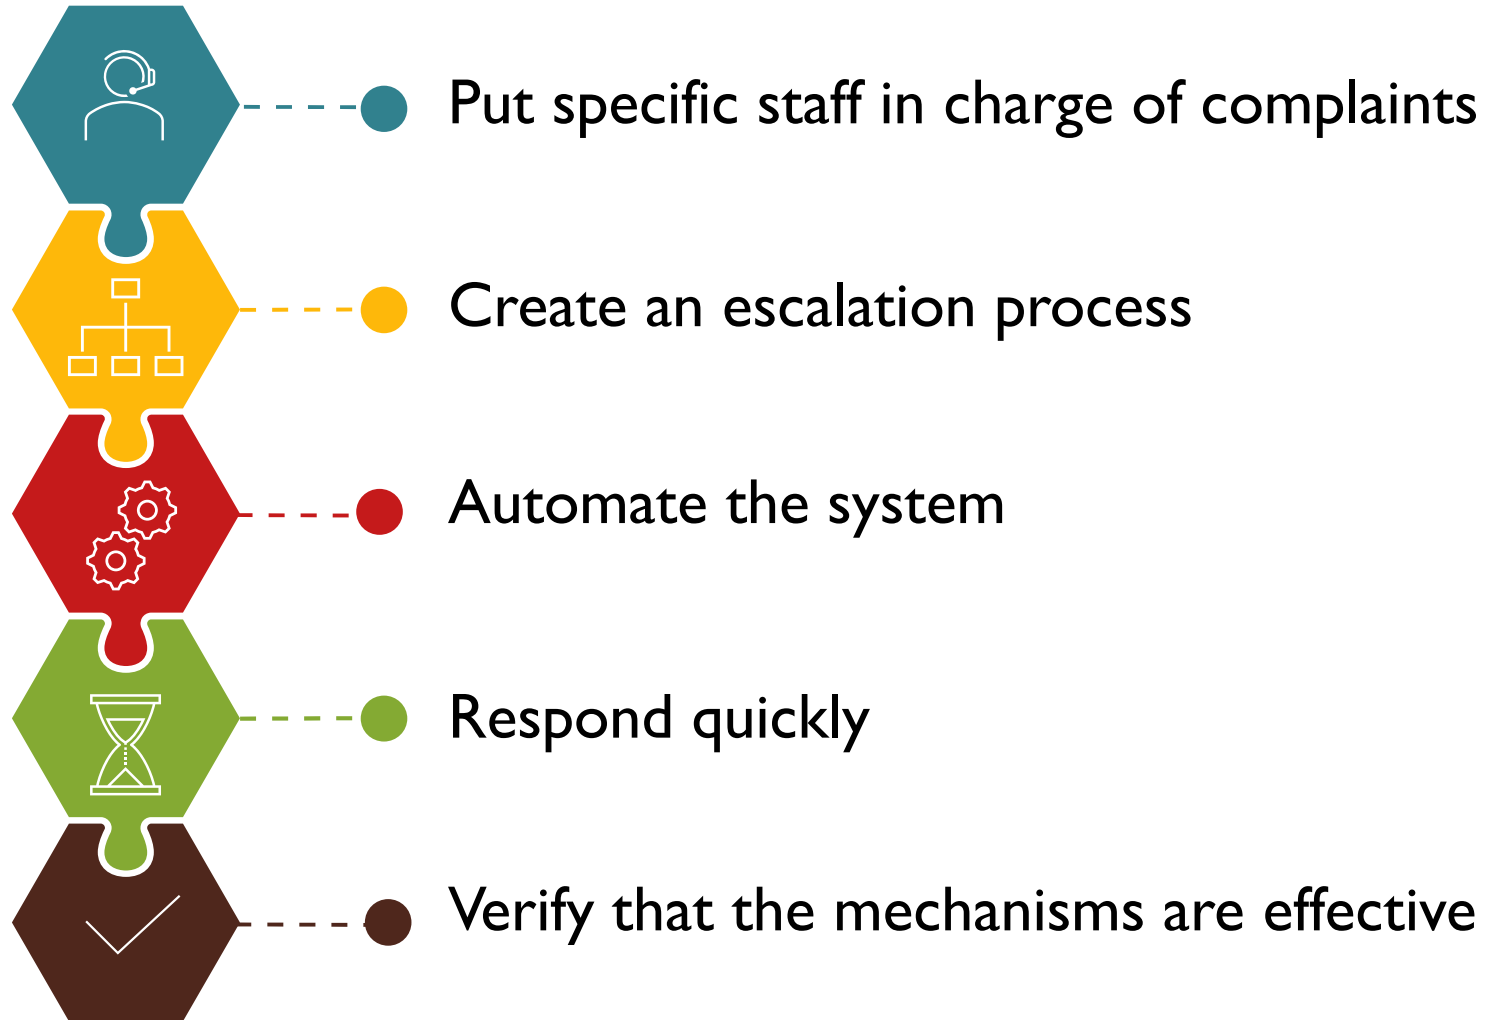 Put specific staff in charge of complaints
Create an escalation process
Automate the system
Respond quickly
Verify that the mechanisms are effective